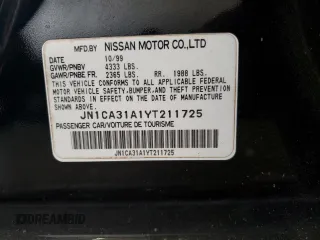 MFD.BY NISSAN MOTOR CO.,LTD
10/99
GVWR/PNBV 4333 LBS.
GAWR/PNBE FR. 2365 LBS. RR. 1988 LBS.
THIS VEHICLE CONFORMS TO ALL APPLICABLE FEDERAL
MOTOR VEHICLE SAFETY, BUMPER, AND THEFT PREVENTION
STANDARDS IN EFFECT ON THE DATE OF MANUFACTURE
SHOWN ABOVE.
JN1CA31A1YT211725
PASSENGER CAR/VOITURE DE TOURISME
JN1CA31A1YT211725
© DREAMBID